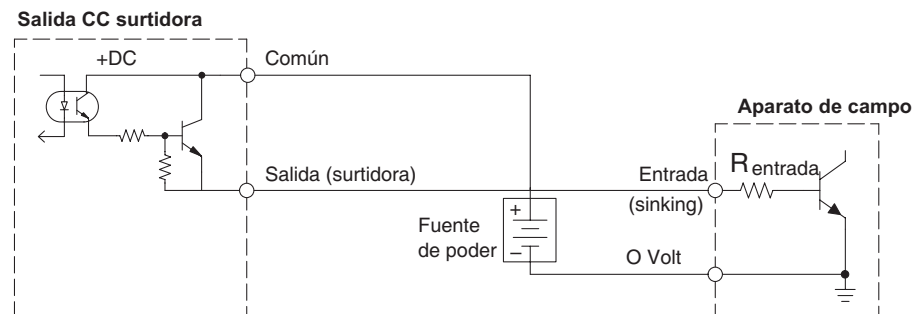 Salida CC surtidora
+DC
Común
Aparato de campo
Salida (surtidora)
Entrada
(sinking)
Rentrada
+
Fuente
de poder
−
O Volt